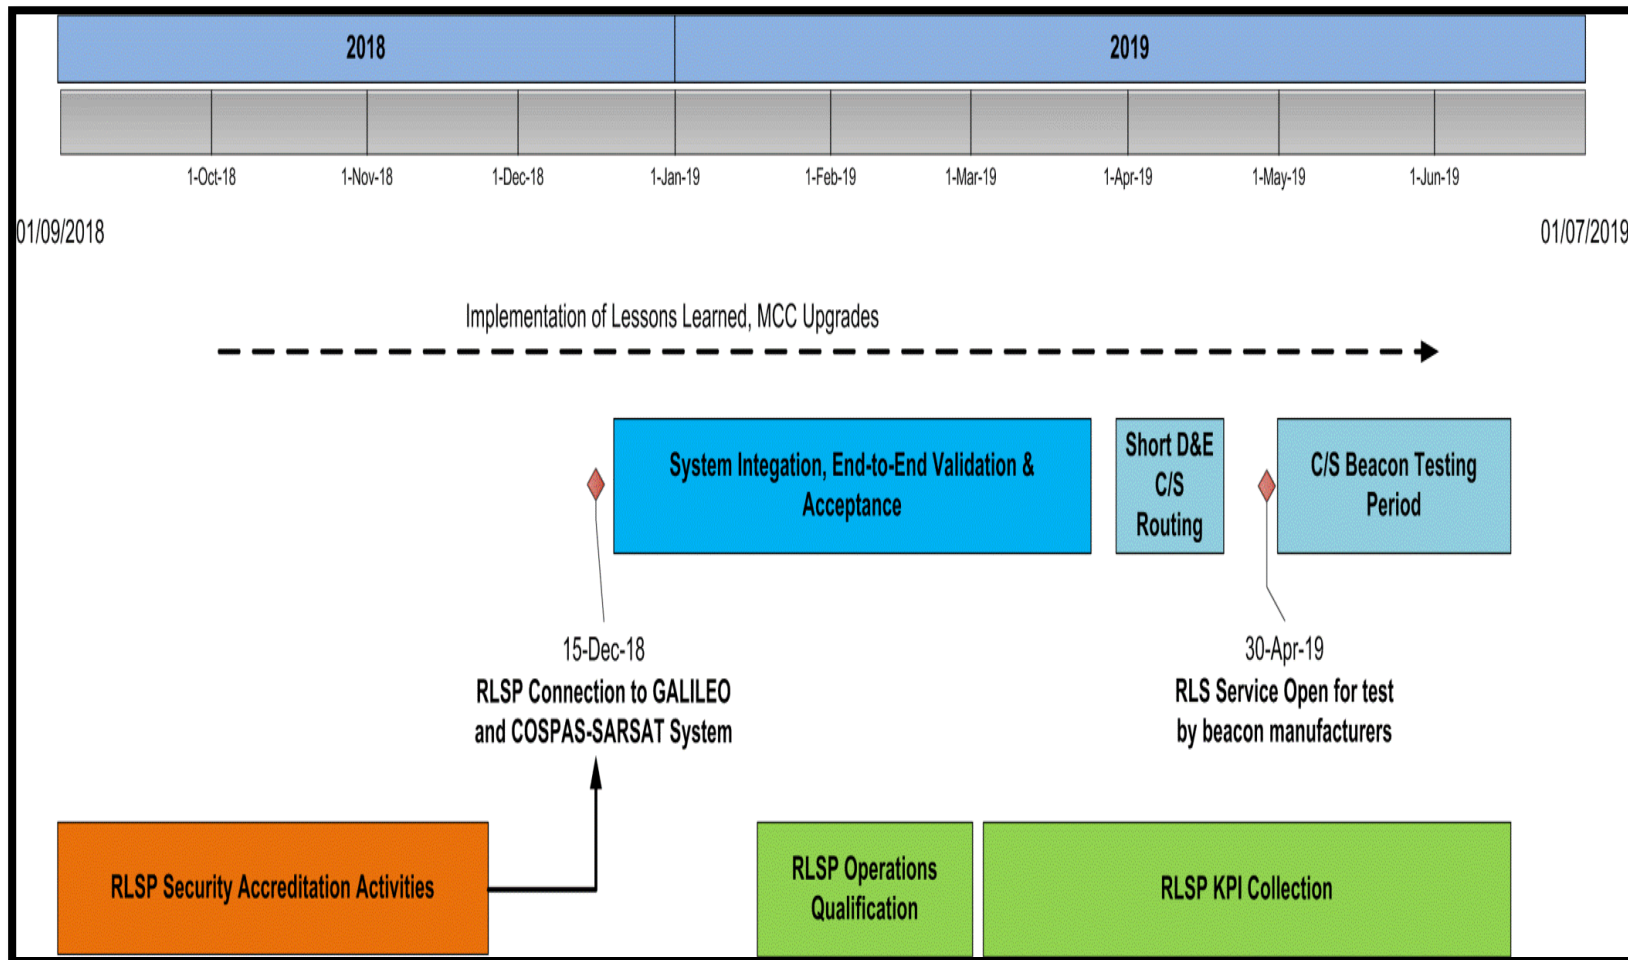 2018
2019
1-Oct-18
1-Nov-18
1-Dec-18
1-Jan-19
1-Feb-19
1-Mar-19
1-Apr-19
1-May-19
1-Jun-19
01/09/2018
01/07/2019
Implementation of Lessons Learned, MCC Upgrades
System Integation, End-to-End Validation &
Acceptance
Short D&E
C/S
Routing
C/S Beacon Testing
Period
15-Dec-18
RLSP Connection to GALILEO
and COSPAS-SARSAT System
30-Apr-19
RLS Service Open for test
by beacon manufacturers
RLSP Security Accreditation Activities
RLSP Operations
Qualification
RLSP KPI Collection